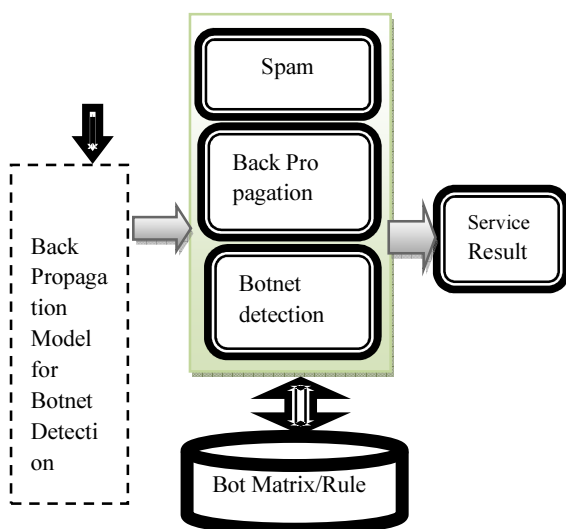 Spam
Back Pro
pagation
Botnet
detection
Back
Propaga
tion
Model
for
Botnet
Detecti
on
Service
Result
Bot Matrix/Rule